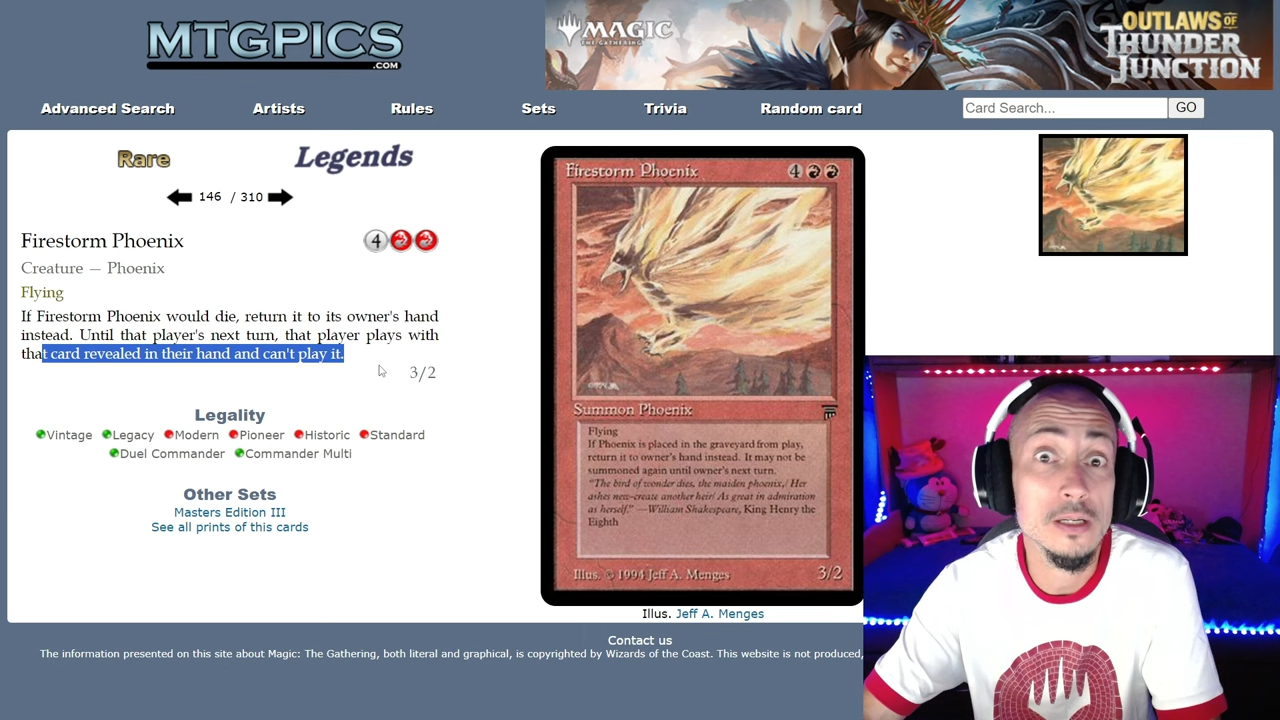 MTGPICS
.COM
MAGIC
THE GATHERING
OUTLAWS OF
THUNDER
JUNCTION
Advanced Search
Artists
Rules
Sets
Trivia
Random card
Card Search...
GO
Rare
Legends
146 / 310
Firestorm Phoenix
4
Creature — Phoenix
Flying
If Firestorm Phoenix would die, return it to its owner's hand
instead. Until that player's next turn, that player plays with
that card revealed in their hand and can't play it.
3/2
Legality
Vintage
Legacy
Modern
Pioneer
Historic
Standard
Duel Commander
Commander Multi
Other Sets
Masters Edition III
See all prints of this cards
Firestorm Phoenix
4
Summon Phoenix
Flying
If Phoenix is placed in the graveyard from play,
return it to owner's hand instead. It may not be
summoned again until owner's next turn.
"The bird of wonder dies, the maiden phoenix,/ Her
ashes new-create another heir/ As great in admiration
as herself." —William Shakespeare, King Henry the
Eighth
Illus. © 1994 Jeff A. Menges
3/2
Illus. Jeff A. Menges
Contact us
The information presented on this site about Magic: The Gathering, both literal and graphical, is copyrighted by Wizards of the Coast. This website is not produced,